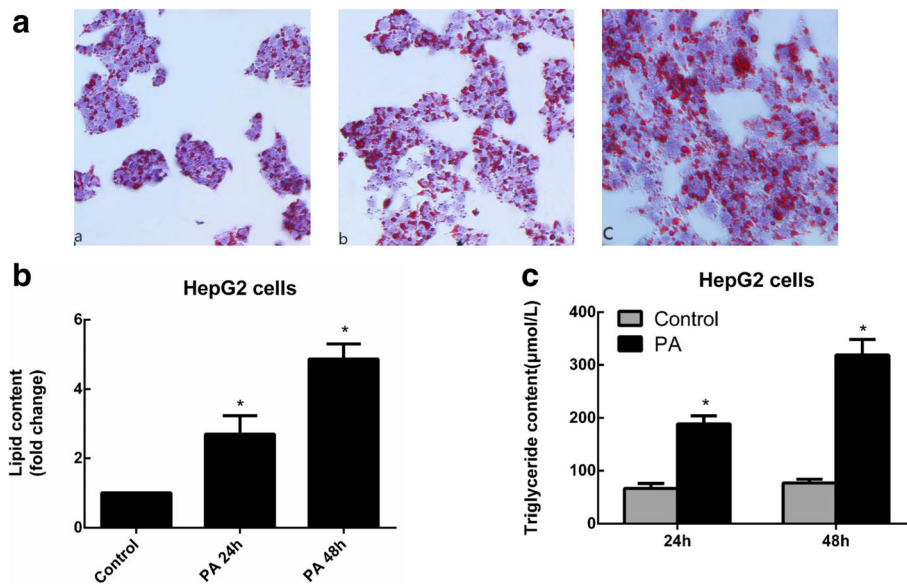 a
a
b
C
b
HepG2 cells
Lipid content
(fold change)
6
4
2
0
*
*
Control
PA 24h
PA 48h
c
HepG2 cells
Triglyceride content(μmol/L)
400
300
200
100
0
Control
PA
*
*
24h
48h